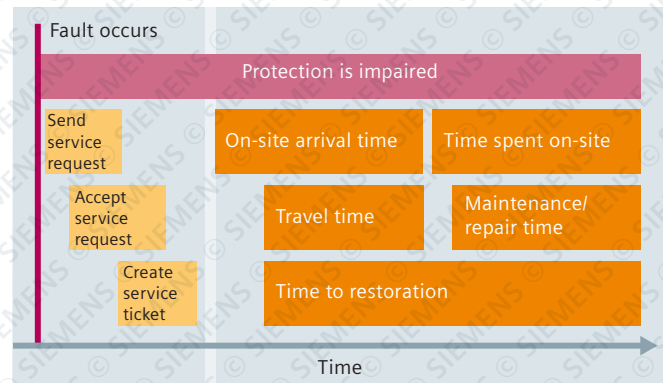 Fault occurs
Protection is impaired
Send
service
request
On-site arrival time
Time spent on-site
Accept
service
request
Travel time
Maintenance/
repair time
Create
service
ticket
Time to restoration
Time
© SIEMENS